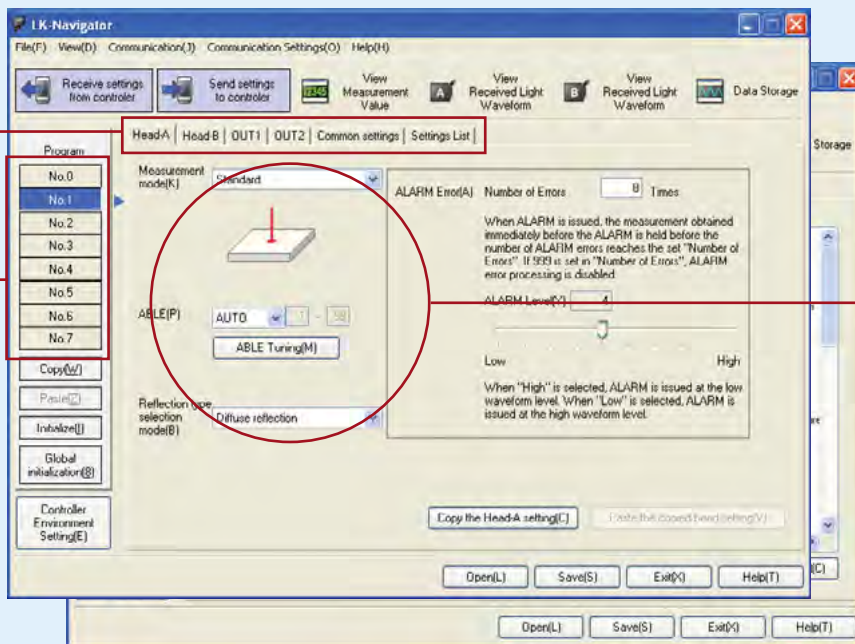 LK-Navigator
File(F) View(D) Communication(J) Communication Settings(O) Help(H)
Receive settings
from controler
Send settings
to controler
12345
View
Measurement
Value
A
View
Received Light
Waveform
B
View
Received Light
Waveform
Data Storage
Storage
Program
No.0
No.1
No.2
No.3
No.4
No.5
No.6
No.7
Copy(W)
Paste(Z)
Initialize(I)
Global
initialization(8)
Controller
Environment
Setting(E)
Head-A Head-B OUT1 OUT2 Common settings Settings List
Measurement
mode(K)
Standard
ABLE(P)
AUTO 1 - 99
ABLE Tuning(M)
Reflection type
selection
mode(B)
Diffuse reflection
ALARM Error(A) Number of Errors 8 Times
When ALARM is issued, the measurement obtained
immediately before the ALARM is held before the
number of ALARM errors reaches the set "Number of
Errors". If 999 is set in "Number of Errors", ALARM
error processing is disabled.
ALARM Level(Y) 4
Low High
When "High" is selected, ALARM is issued at the low
waveform level. When "Low" is selected, ALARM is
issued at the high waveform level.
Copy the Head-A setting(C) Paste the copied head setting(V)
Open(L) Save(S) Exit(X) Help(T)
(C)
Open(L) Save(S) Exit(X) Help(T)